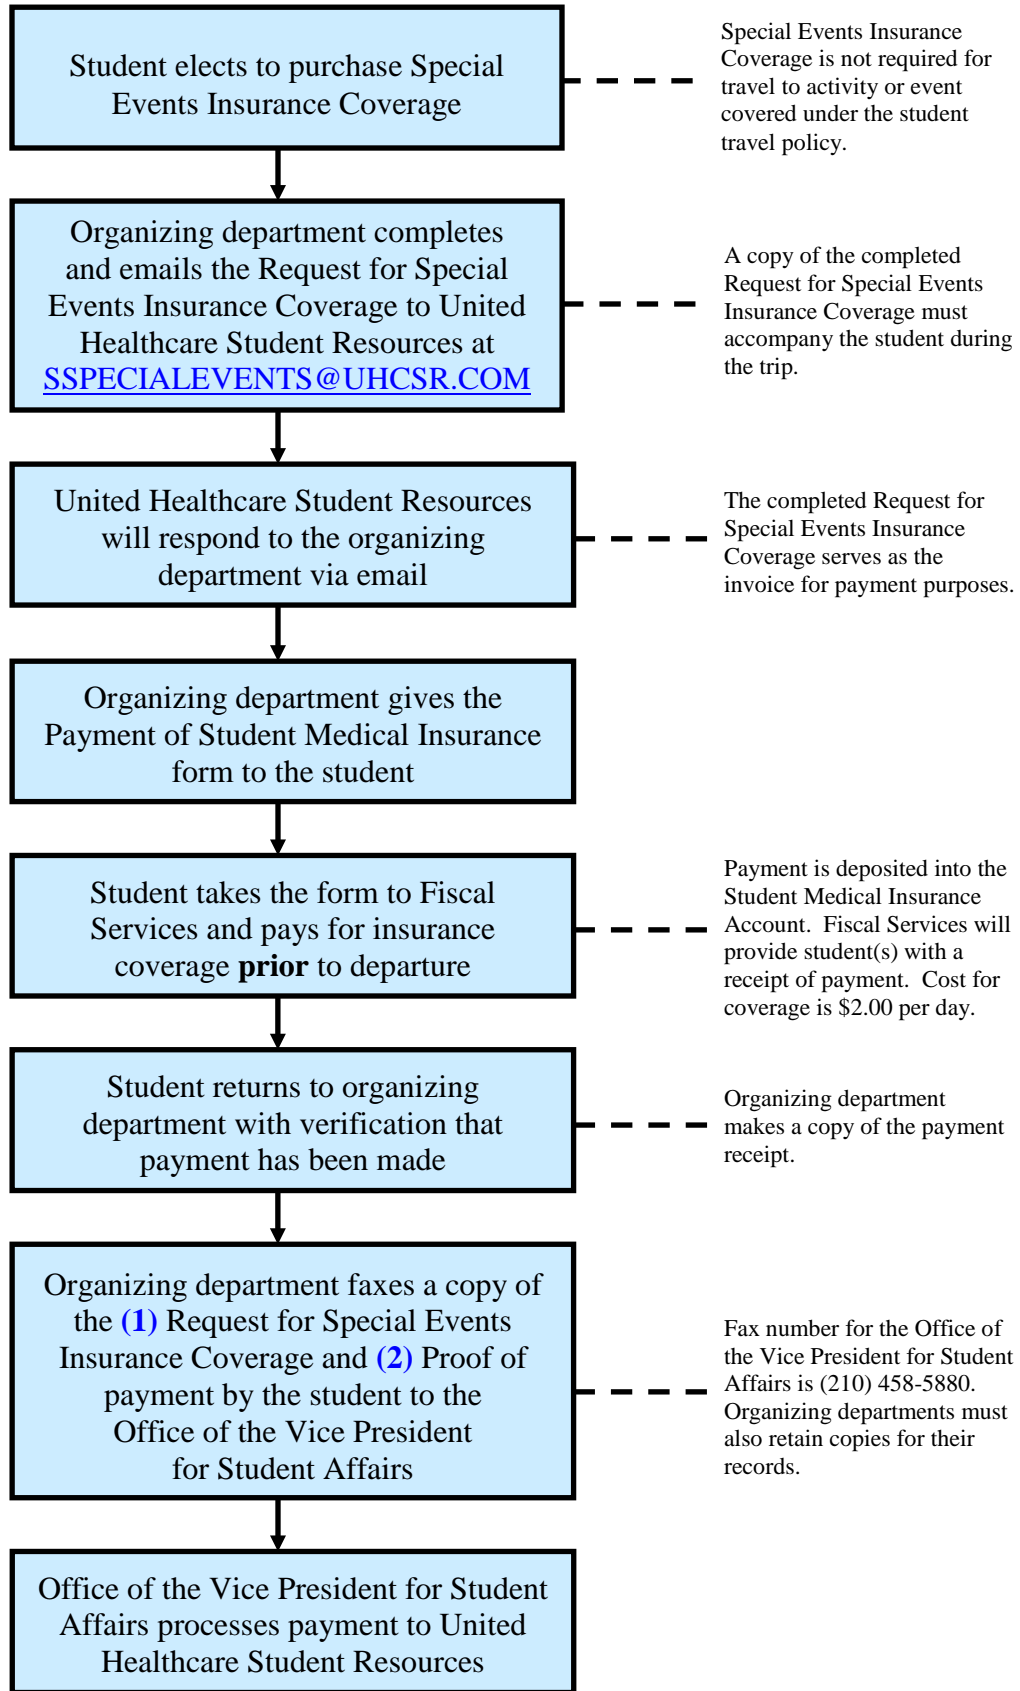 Student elects to purchase Special
Events Insurance Coverage
Special Events Insurance
Coverage is not required for
travel to activity or event
covered under the student
travel policy.
Organizing department completes
and emails the Request for Special
Events Insurance Coverage to United
Healthcare Student Resources at
SSPECIALEVENTS@UHCSR.COM
A copy of the completed
Request for Special Events
Insurance Coverage must
accompany the student during
the trip.
United Healthcare Student Resources
will respond to the organizing
department via email
The completed Request for
Special Events Insurance
Coverage serves as the
invoice for payment purposes.
Organizing department gives the
Payment of Student Medical Insurance
form to the student
Student takes the form to Fiscal
Services and pays for insurance
coverage prior to departure
Payment is deposited into the
Student Medical Insurance
Account.  Fiscal Services will
provide student(s) with a
receipt of payment.  Cost for
coverage is $2.00 per day.
Student returns to organizing
department with verification that
payment has been made
Organizing department
makes a copy of the payment
receipt.
Organizing department faxes a copy of
the (1) Request for Special Events
Insurance Coverage and (2) Proof of
payment by the student to the
Office of the Vice President
for Student Affairs
Fax number for the Office of
the Vice President for Student
Affairs is (210) 458-5880.
Organizing departments must
also retain copies for their
records.
Office of the Vice President for Student
Affairs processes payment to United
Healthcare Student Resources